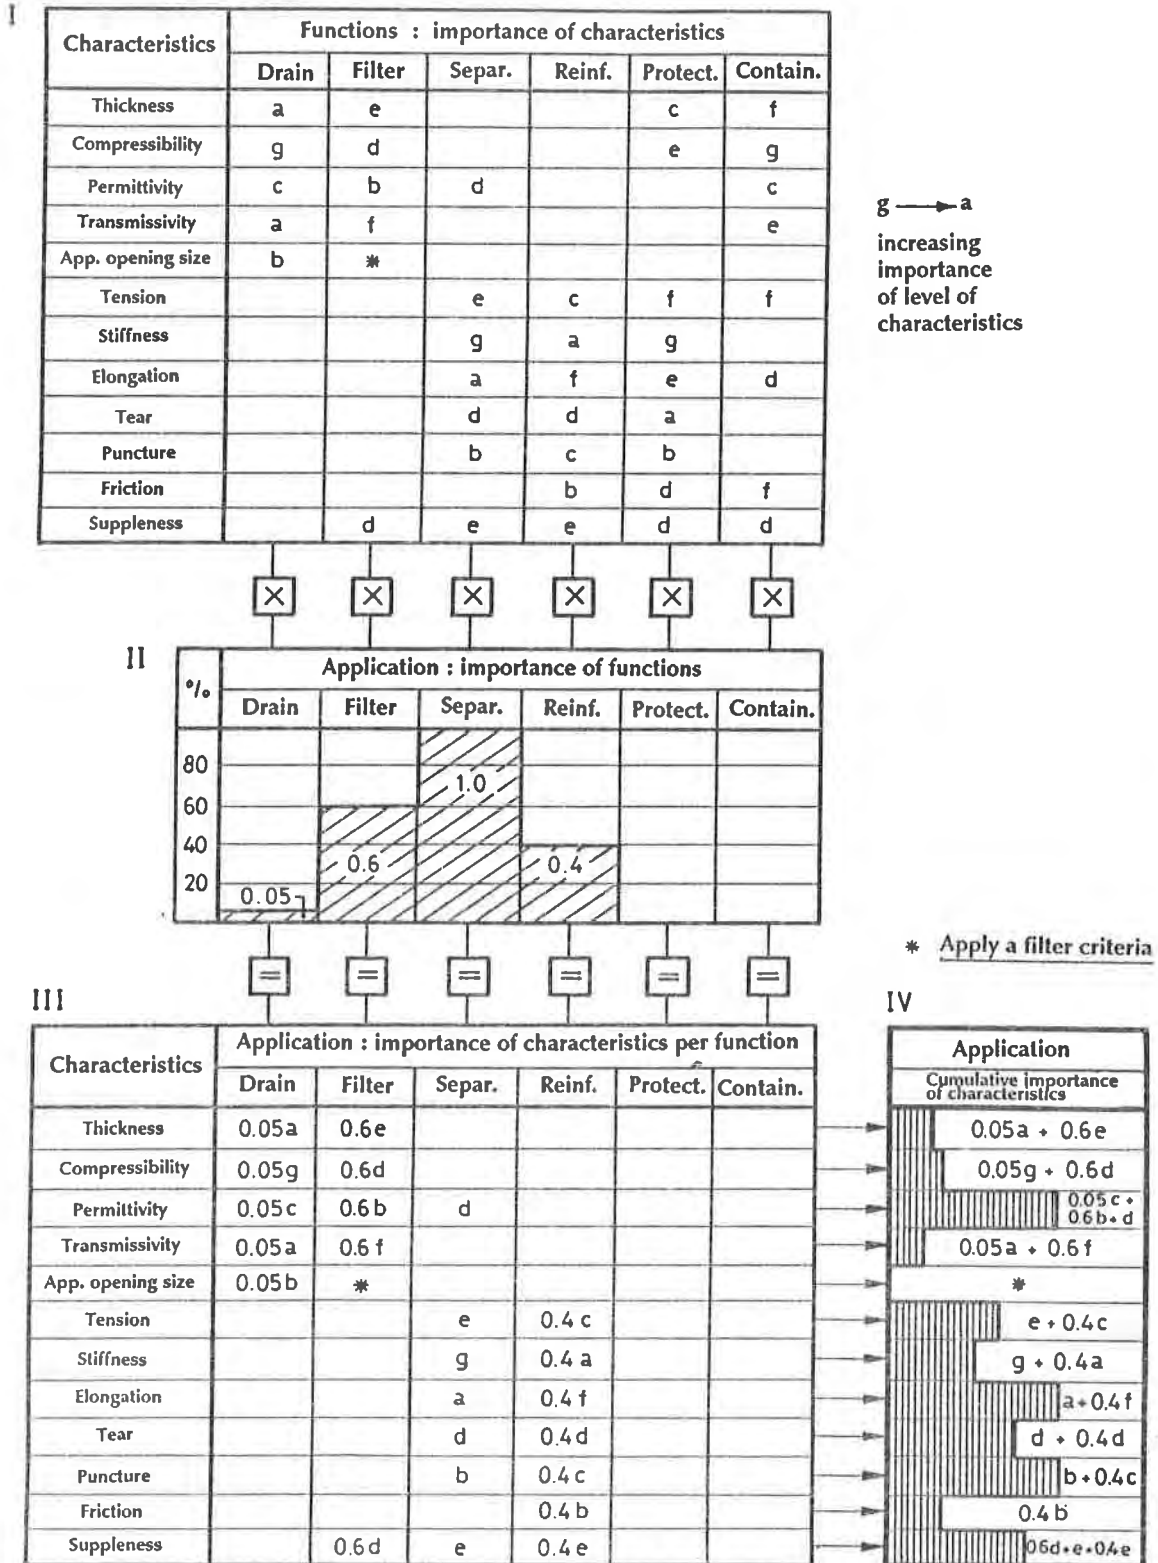 I
Characteristics
Functions : importance of characteristics
Drain Filter Separ. Reinf. Protect. Contain.
Thickness a e c f
Compressibility g d e g
Permittivity c b d c
Transmissivity a f e
App. opening size b *
Tension e c f f
Stiffness g a g
Elongation a f e d
Tear d d a
Puncture b c b
Friction b d f
Suppleness d e e d d
g → a
increasing
importance
of level of
characteristics
× × × × × ×
II
%
Application : importance of functions
Drain Filter Separ. Reinf. Protect. Contain.
80
60
40
20
0.05
0.6
1.0
0.4
= = = = = =
* Apply a filter criteria
III
Characteristics
Application : importance of characteristics per function
Drain Filter Separ. Reinf. Protect. Contain.
Thickness 0.05a 0.6e
Compressibility 0.05g 0.6d
Permittivity 0.05c 0.6b d
Transmissivity 0.05a 0.6f
App. opening size 0.05b *
Tension e 0.4c
Stiffness g 0.4a
Elongation a 0.4f
Tear d 0.4d
Puncture b 0.4c
Friction 0.4b
Suppleness 0.6d e 0.4e
IV
Application
Cumulative importance
of characteristics
0.05a + 0.6e
0.05g + 0.6d
0.05c +
0.6b+d
0.05a + 0.6f
*
e + 0.4c
g + 0.4a
a+0.4f
d + 0.4d
b+0.4c
0.4b
0.6d+e+0.4e